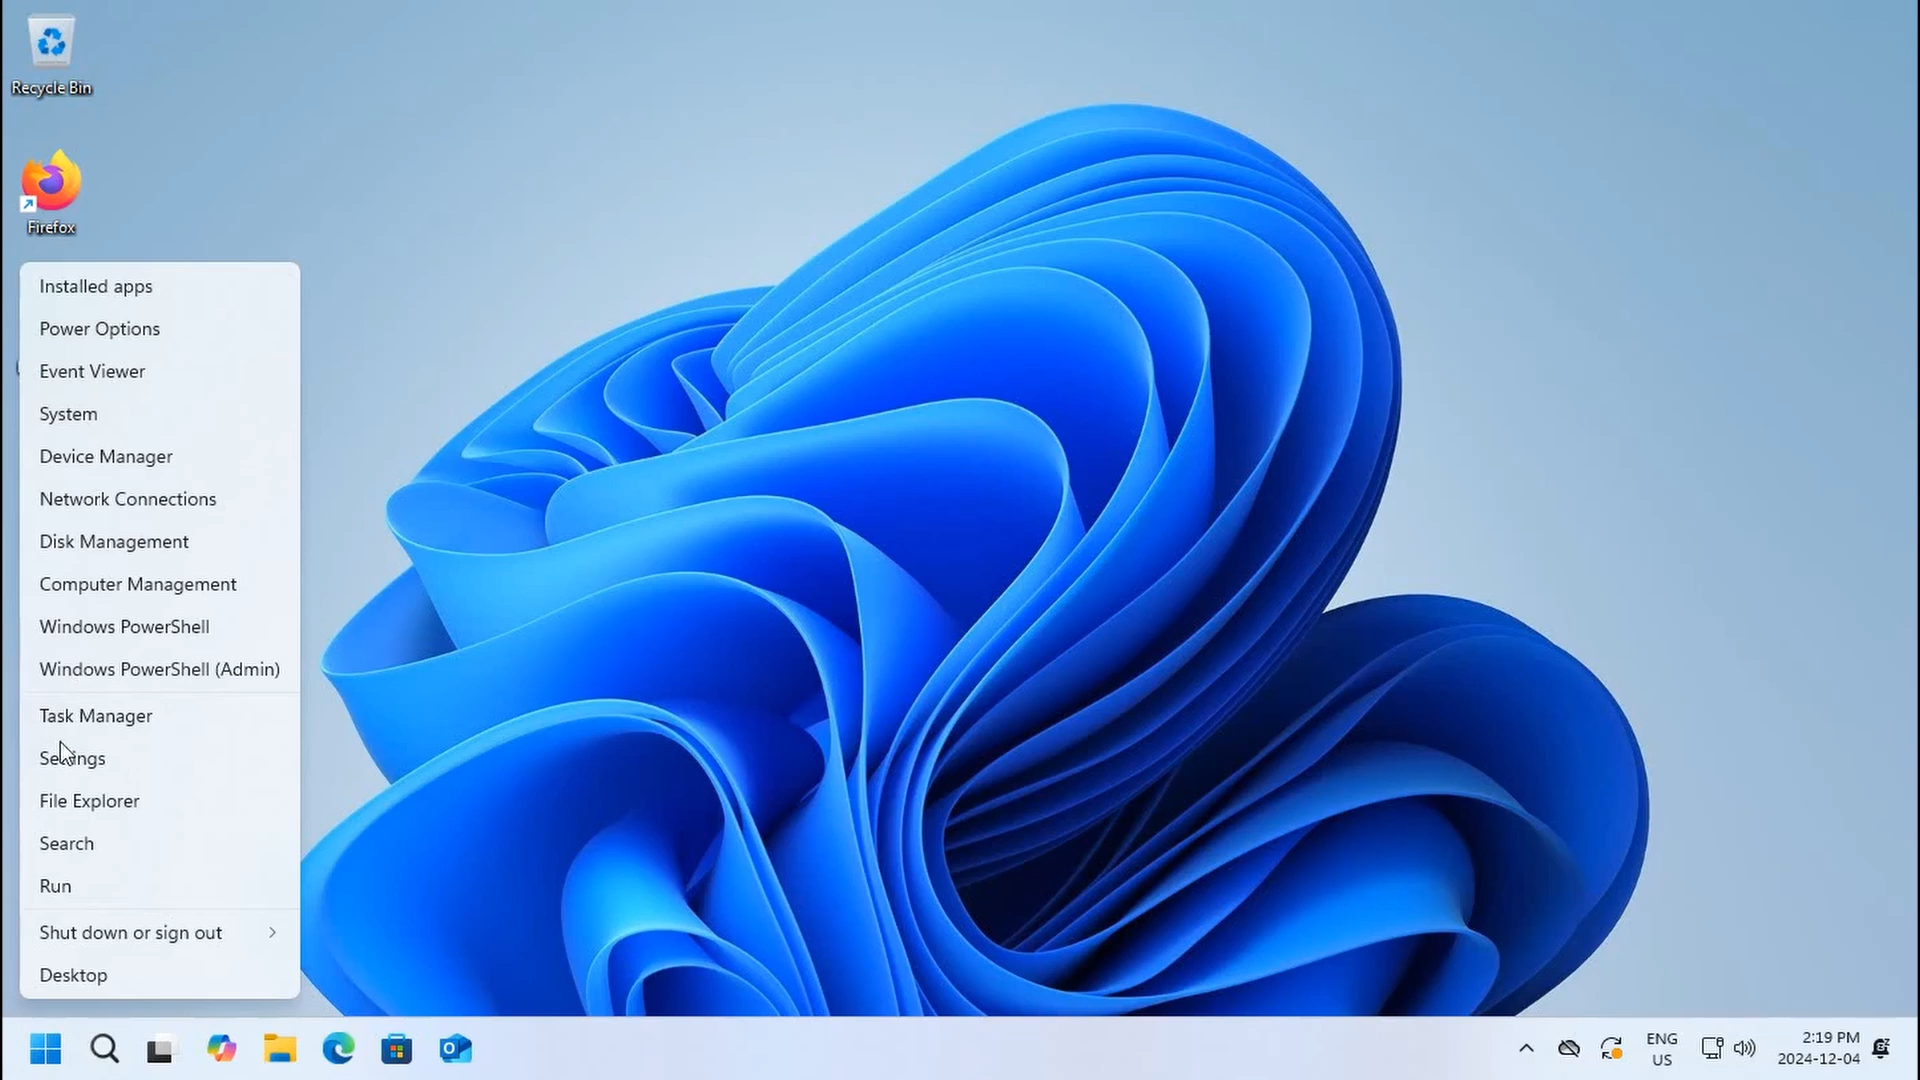 Recycle Bin
Firefox
Installed apps
Power Options
Event Viewer
System
Device Manager
Network Connections
Disk Management
Computer Management
Windows PowerShell
Windows PowerShell (Admin)
Task Manager
Settings
File Explorer
Search
Run
Shut down or sign out
Desktop
ENG
US
2:19 PM
2024-12-04